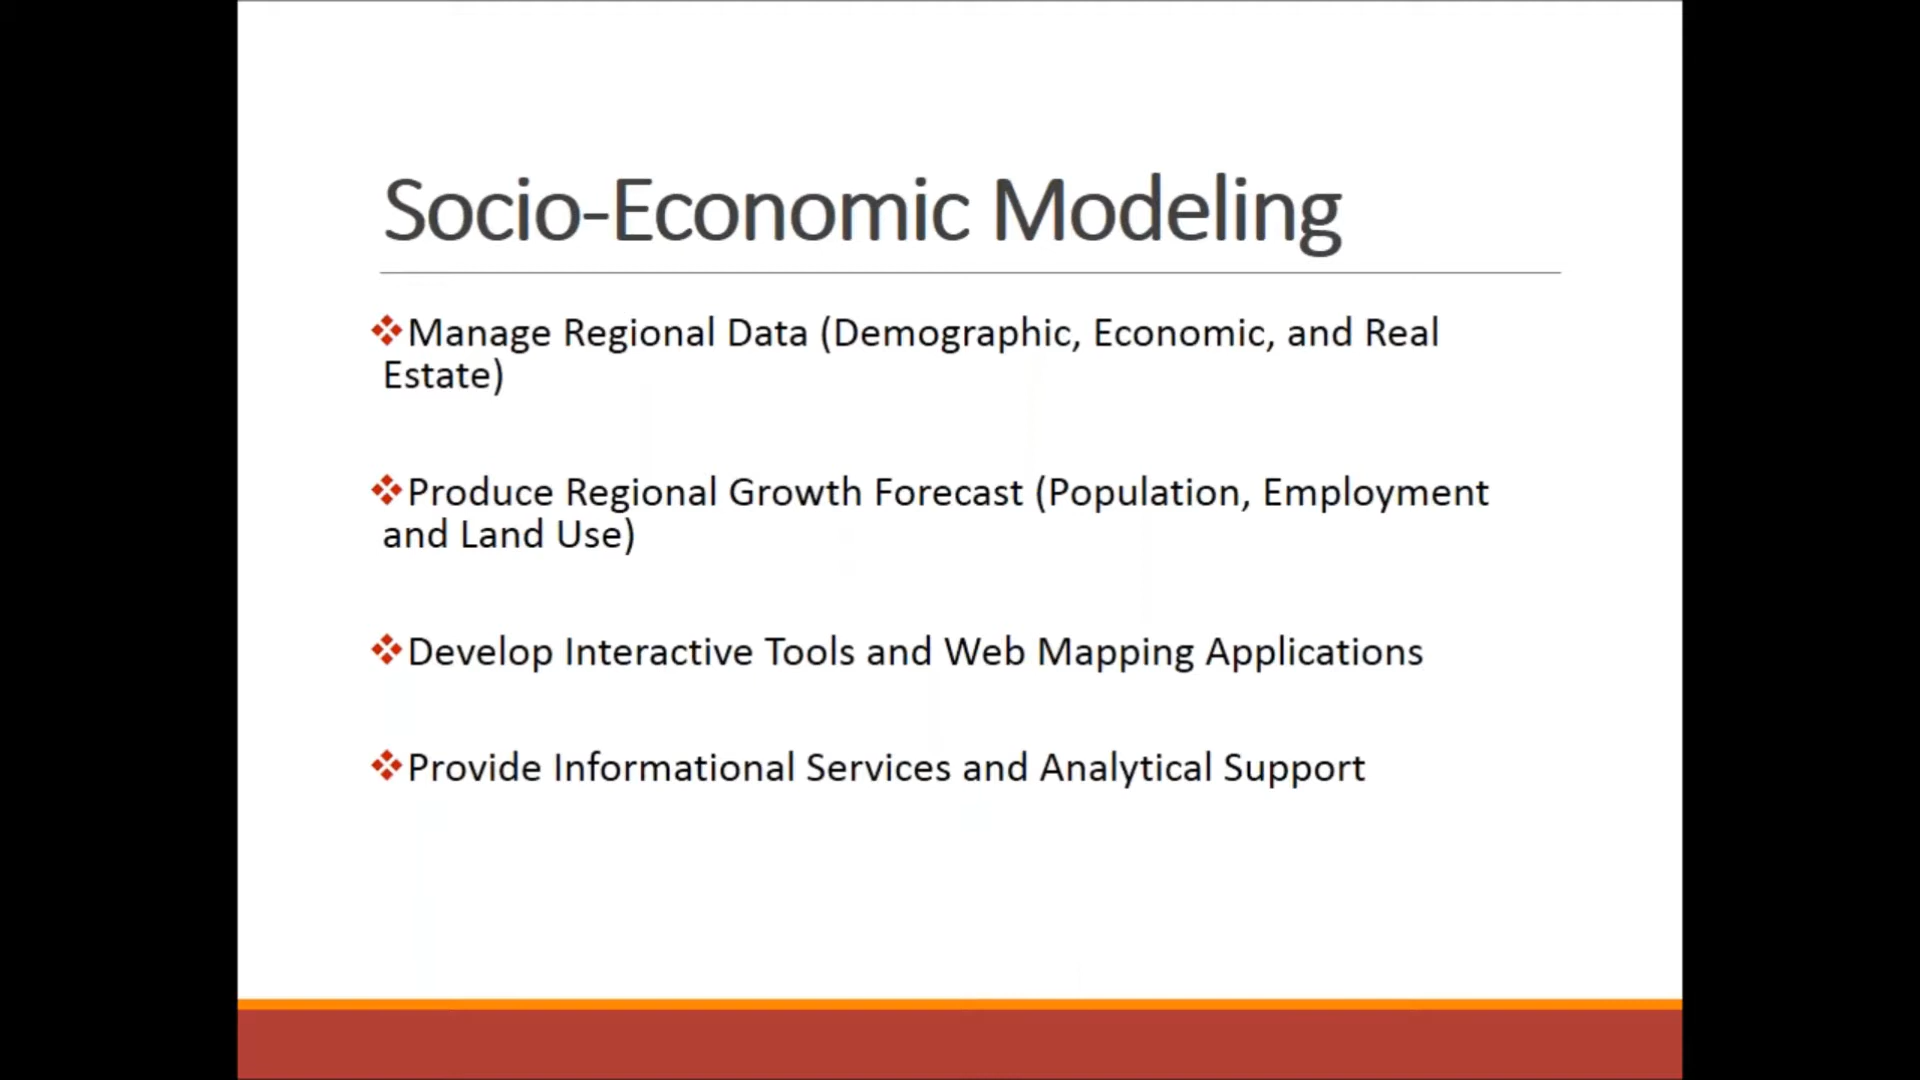 Socio-Economic Modeling
❖Manage Regional Data (Demographic, Economic, and Real
Estate)
❖Produce Regional Growth Forecast (Population, Employment
and Land Use)
❖Develop Interactive Tools and Web Mapping Applications
❖Provide Informational Services and Analytical Support